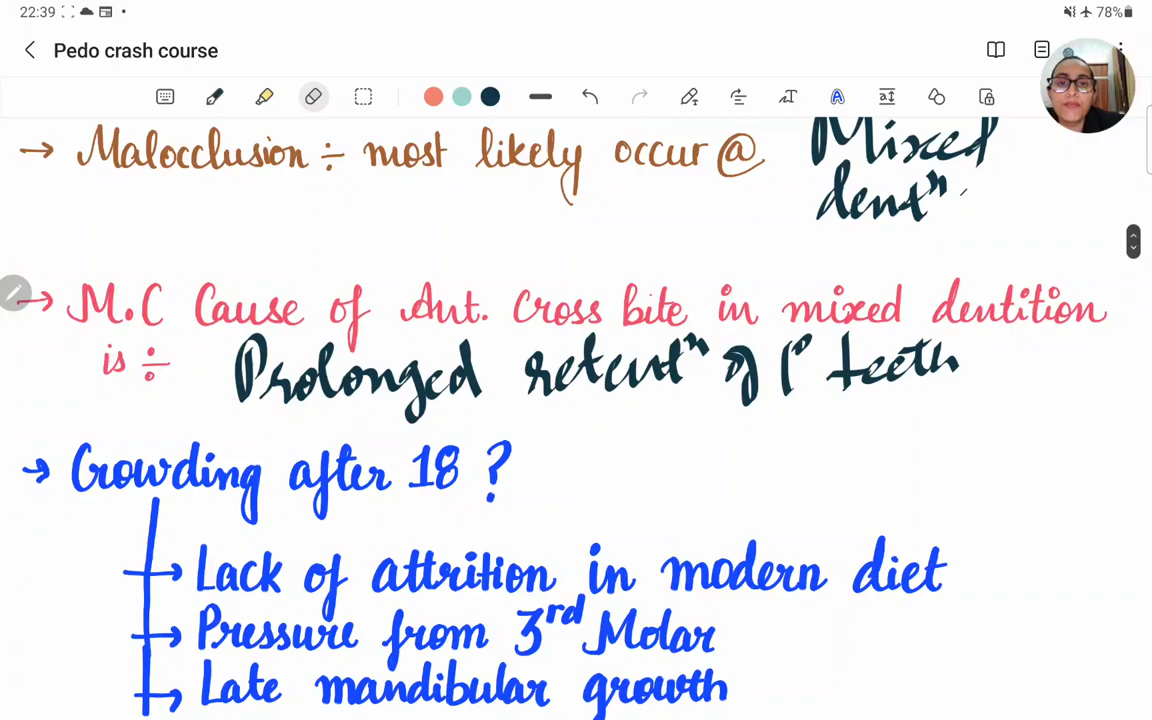 22:39
78%
Pedo crash course
→ Malocclusion ÷ most likely occur @ Mixed
dentⁿ
→ M.C Cause of Ant. Cross bite in mixed dentition
is ÷ Prolonged retentⁿ of 1° teeth
→ Crowding after 18 ?
→ Lack of attrition in modern diet
→ Pressure from 3rd Molar
→ Late mandibular growth